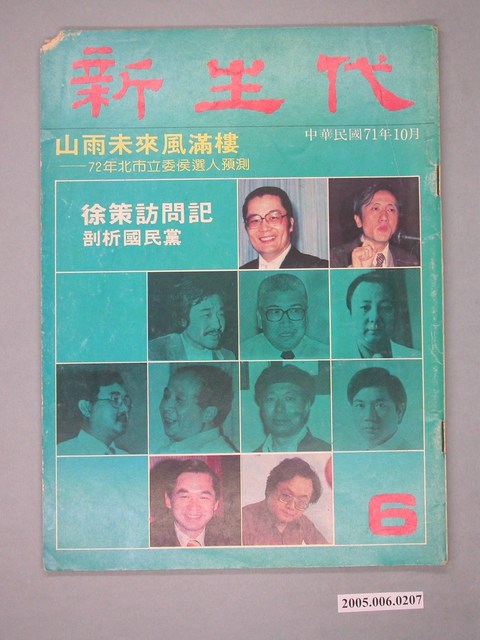 新生代
中華民國71年10月
山雨未來風滿樓
——72年北市立委侯選人預測
徐策訪問記
剖析國民黨
6
2005.006.0207